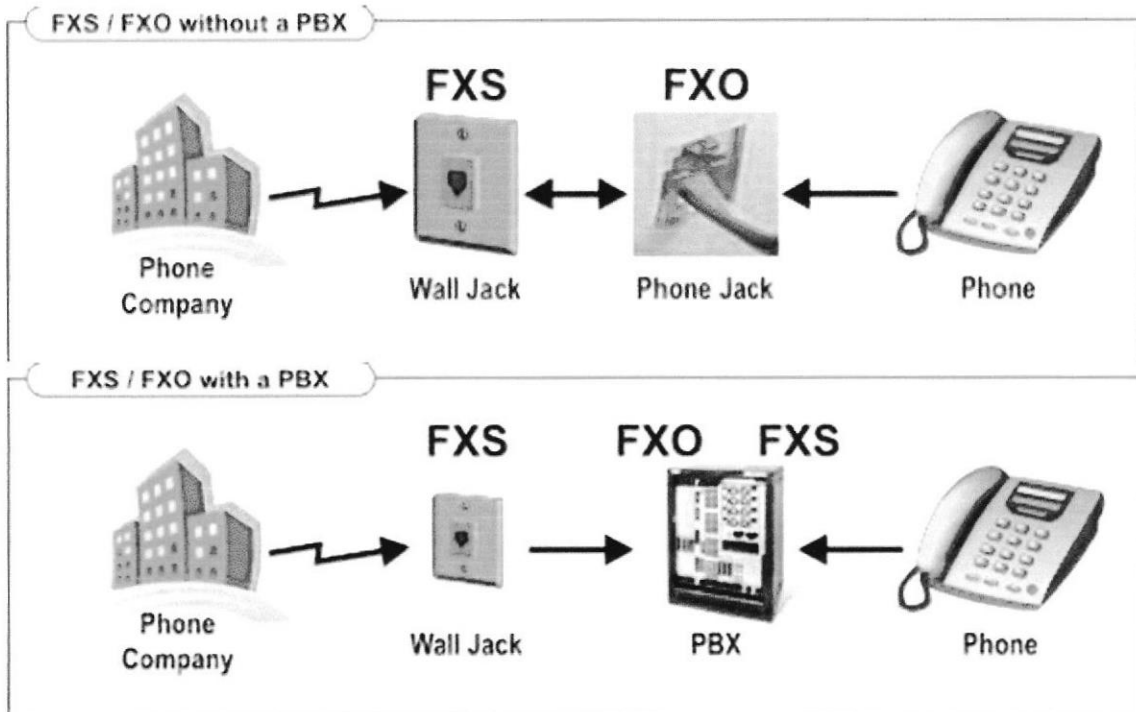 FXS / FXO without a PBX
FXS FXO
Phone Company
Wall Jack
Phone Jack
Phone
FXS / FXO with a PBX
FXS FXO FXS
Phone Company
Wall Jack
PBX
Phone